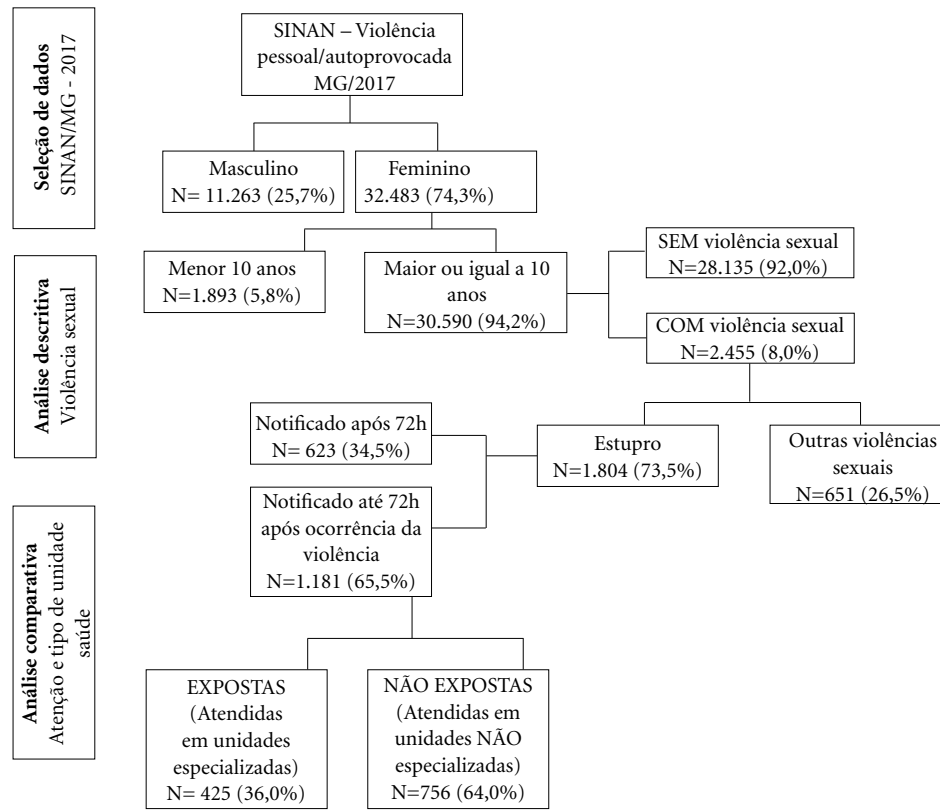 Seleção de dados
SINAN/MG - 2017
SINAN – Violência
pessoal/autoprovocada
MG/2017
Masculino
N= 11.263 (25,7%)
Feminino
32.483 (74,3%)
Análise descritiva
Violência sexual
Menor 10 anos
N=1.893 (5,8%)
Maior ou igual a 10
anos
N=30.590 (94,2%)
SEM violência sexual
N=28.135 (92,0%)
COM violência sexual
N=2.455 (8,0%)
Notificado após 72h
N= 623 (34,5%)
Estupro
N=1.804 (73,5%)
Outras violências
sexuais
N=651 (26,5%)
Análise comparativa
Atenção e tipo de unidade
saúde
Notificado até 72h
após ocorrência da
violência
N=1.181 (65,5%)
EXPOSTAS
(Atendidas
em unidades
especializadas)
N= 425 (36,0%)
NÃO EXPOSTAS
(Atendidas em
unidades NÃO
especializadas)
N=756 (64,0%)